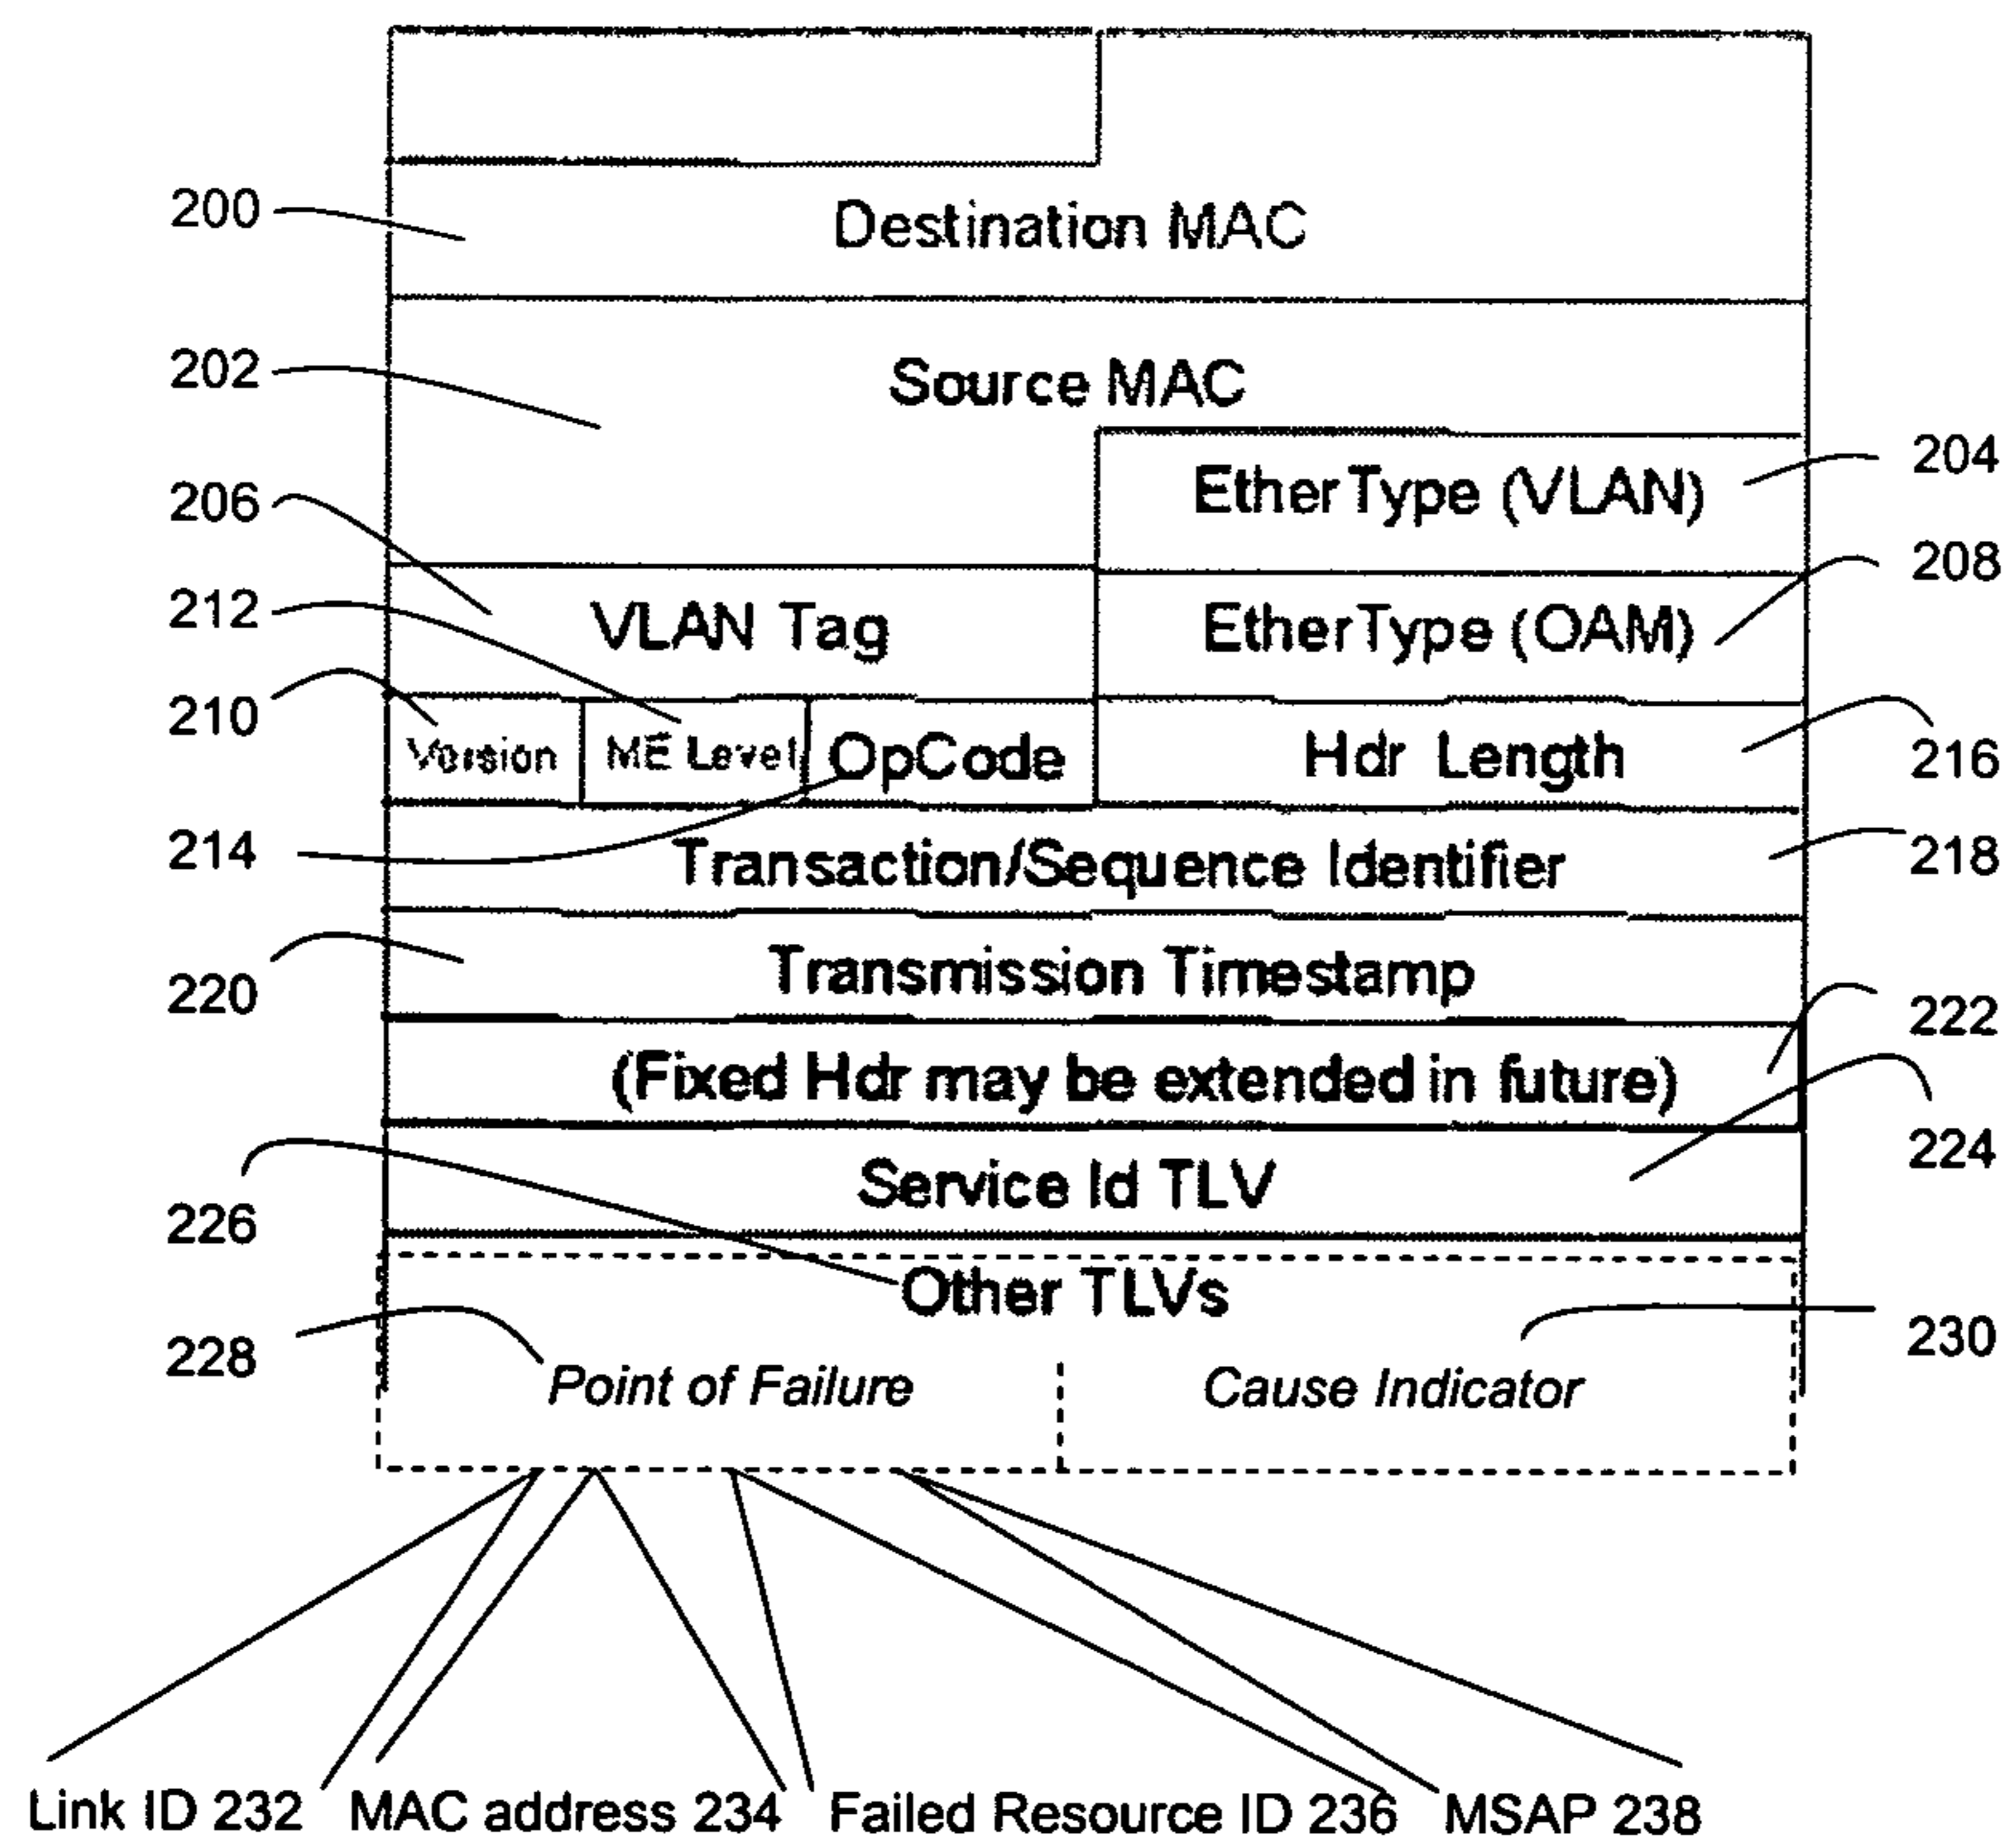 200 Destination MAC
202 Source MAC
EtherType (VLAN) 204
206 VLAN Tag
EtherType (OAM) 208
212
210 Version ME Level OpCode Hdr Length 216
214 Transaction/Sequence Identifier 218
220 Transmission Timestamp
(Fixed Hdr may be extended in future) 222
Service Id TLV 224
226 Other TLVs
228 Point of Failure Cause Indicator 230
Link ID 232 MAC address 234 Failed Resource ID 236 MSAP 238